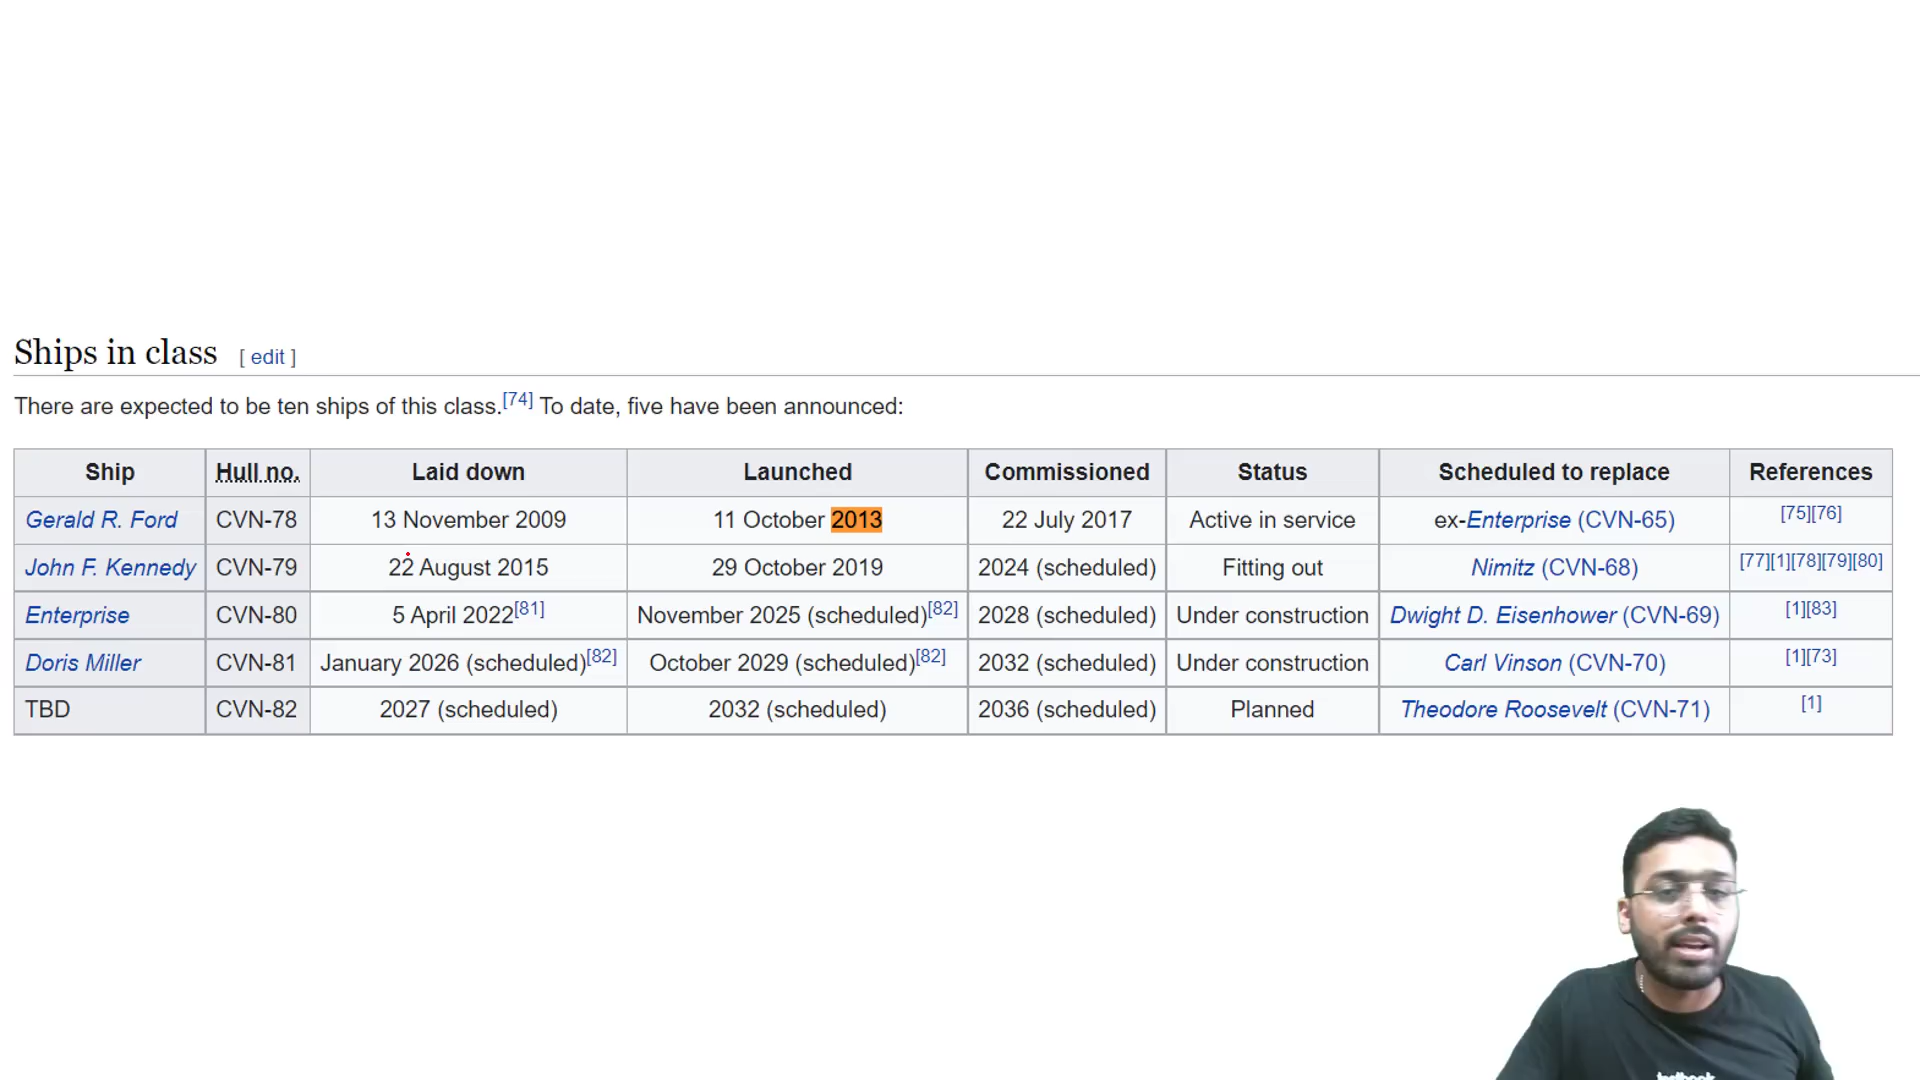 Ships in class [ edit ]
There are expected to be ten ships of this class.[74] To date, five have been announced:
Ship Hull no. Laid down Launched Commissioned Status Scheduled to replace References
Gerald R. Ford CVN-78 13 November 2009 11 October 2013 22 July 2017 Active in service ex-Enterprise (CVN-65) [75][76]
John F. Kennedy CVN-79 22 August 2015 29 October 2019 2024 (scheduled) Fitting out Nimitz (CVN-68) [77][1][78][79][80]
Enterprise CVN-80 5 April 2022[81] November 2025 (scheduled)[82] 2028 (scheduled) Under construction Dwight D. Eisenhower (CVN-69) [1][83]
Doris Miller CVN-81 January 2026 (scheduled)[82] October 2029 (scheduled)[82] 2032 (scheduled) Under construction Carl Vinson (CVN-70) [1][73]
TBD CVN-82 2027 (scheduled) 2032 (scheduled) 2036 (scheduled) Planned Theodore Roosevelt (CVN-71) [1]